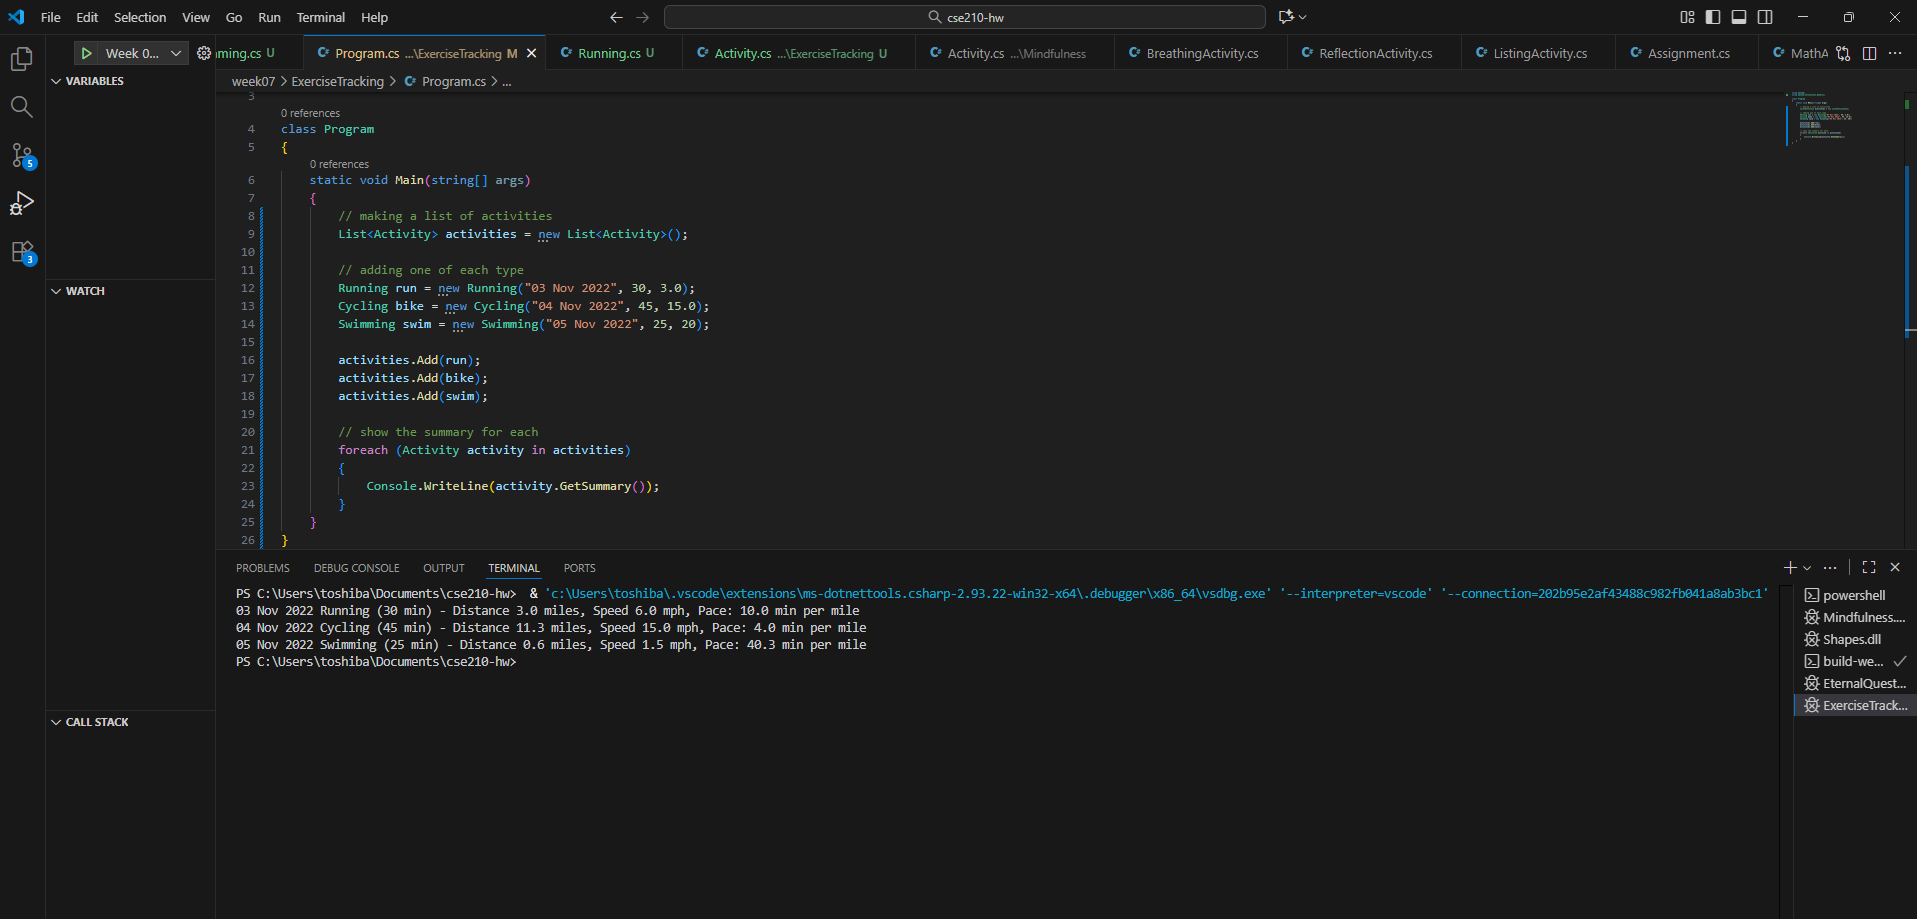 File Edit Selection View Go Run Terminal Help
cse210-hw
Week 0...
mming.cs U
Program.cs ...\ExerciseTracking M
Running.cs U
Activity.cs ...\ExerciseTracking U
Activity.cs ...\Mindfulness
BreathingActivity.cs
ReflectionActivity.cs
ListingActivity.cs
Assignment.cs
MathA
VARIABLES
week07 > ExerciseTracking > Program.cs > ...
3
0 references
4 class Program
5 {
0 references
6 static void Main(string[] args)
7 {
8 // making a list of activities
9 List<Activity> activities = new List<Activity>();
10
11 // adding one of each type
12 Running run = new Running("03 Nov 2022", 30, 3.0);
13 Cycling bike = new Cycling("04 Nov 2022", 45, 15.0);
14 Swimming swim = new Swimming("05 Nov 2022", 25, 20);
15
16 activities.Add(run);
17 activities.Add(bike);
18 activities.Add(swim);
19
20 // show the summary for each
21 foreach (Activity activity in activities)
22 {
23 Console.WriteLine(activity.GetSummary());
24 }
25 }
26 }
5
3
WATCH
CALL STACK
PROBLEMS DEBUG CONSOLE OUTPUT TERMINAL PORTS
PS C:\Users\toshiba\Documents\cse210-hw> & 'c:\Users\toshiba\.vscode\extensions\ms-dotnettools.csharp-2.93.22-win32-x64\.debugger\x86_64\vsdbg.exe' '--interpreter=vscode' '--connection=202b95e2af43488c982fb041a8ab3bc1'
03 Nov 2022 Running (30 min) - Distance 3.0 miles, Speed 6.0 mph, Pace: 10.0 min per mile
04 Nov 2022 Cycling (45 min) - Distance 11.3 miles, Speed 15.0 mph, Pace: 4.0 min per mile
05 Nov 2022 Swimming (25 min) - Distance 0.6 miles, Speed 1.5 mph, Pace: 40.3 min per mile
PS C:\Users\toshiba\Documents\cse210-hw>
powershell
Mindfulness....
Shapes.dll
build-we...
EternalQuest...
ExerciseTrack...